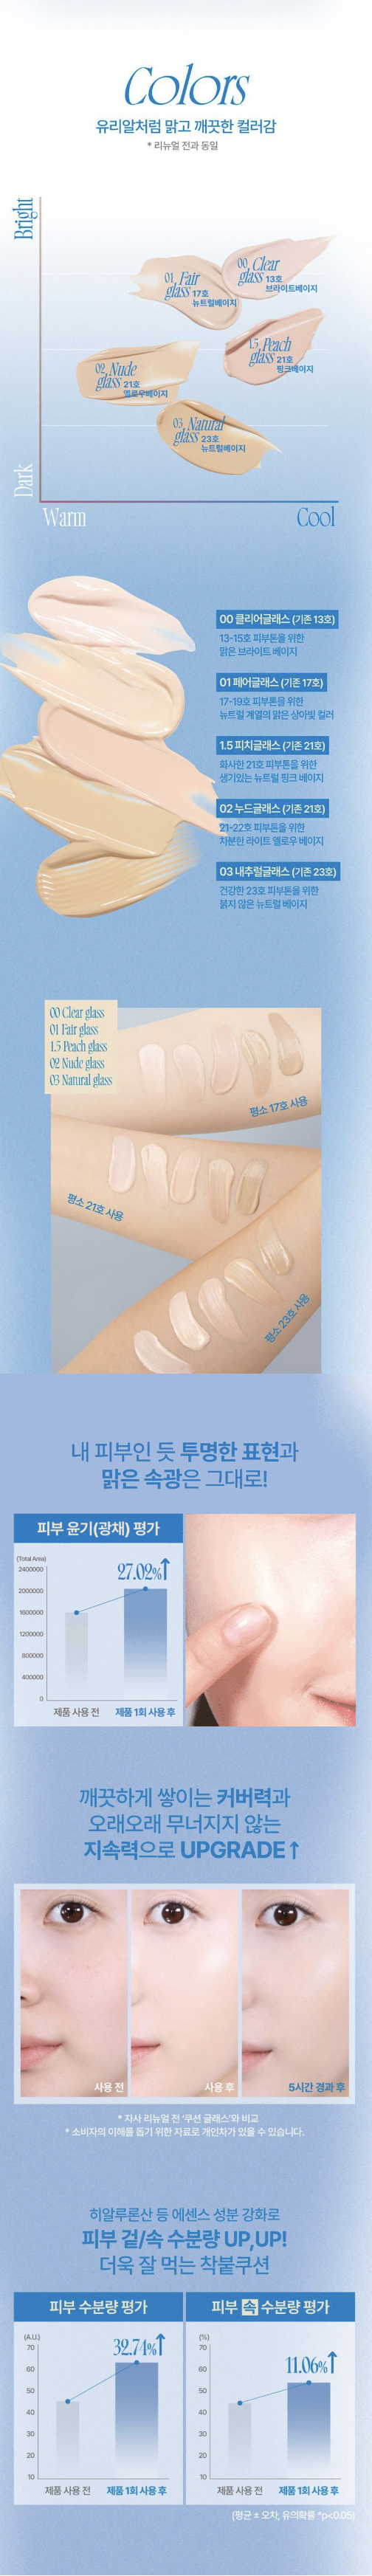 Colors
유리알처럼 맑고 깨끗한 컬러감
* 리뉴얼 전과 동일
Bright
00. Clear
glass 13호
브라이트베이지
01. Fair
glass 17호
뉴트럴베이지
1.5 Peach
glass 21호
핑크베이지
02. Nude
glass 21호
옐로우베이지
03. Natural
glass 23호
뉴트럴베이지
Dark
Warm
Cool
00 클리어글래스 (기존 13호)
13-15호 피부톤을 위한
맑은 브라이트 베이지
01 페어글래스 (기존 17호)
17-19호 피부톤을 위한
뉴트럴 계열의 맑은 상아빛 컬러
1.5 피치글래스 (기존 21호)
화사한 21호 피부톤을 위한
생기있는 뉴트럴 핑크 베이지
02 누드글래스 (기존 21호)
21-22호 피부톤을 위한
차분한 라이트 옐로우 베이지
03 내추럴글래스 (기존 23호)
건강한 23호 피부톤을 위한
붉지 않은 뉴트럴 베이지
00 Clear glass
01 Fair glass
1.5 Peach glass
02 Nude glass
03 Natural glass
평소 17호 사용
평소 21호 사용
평소 23호 사용
내 피부인 듯 투명한 표현과
맑은 속광은 그대로!
피부 윤기(광채) 평가
(Total Area)
27.02%↑
2400000
2000000
1600000
1200000
800000
400000
0
제품 사용 전
제품 1회 사용 후
깨끗하게 쌓이는 커버력과
오래오래 무너지지 않는
지속력으로 UPGRADE↑
사용 전
사용 후
5시간 경과 후
* 자사 리뉴얼 전 '쿠션 글래스'와 비교
* 소비자의 이해를 돕기 위한 자료로 개인차가 있을 수 있습니다.
히알루론산 등 에센스 성분 강화로
피부 겉/속 수분량 UP,UP!
더욱 잘 먹는 착붙쿠션
피부 수분량 평가
(A.U.)
32.74%↑
70
60
50
40
30
20
10
제품 사용 전
제품 1회 사용 후
피부 속 수분량 평가
(%)
11.06%↑
70
60
50
40
30
20
10
제품 사용 전
제품 1회 사용 후
(평균 ± 오차, 유의확률 *p<0.05)